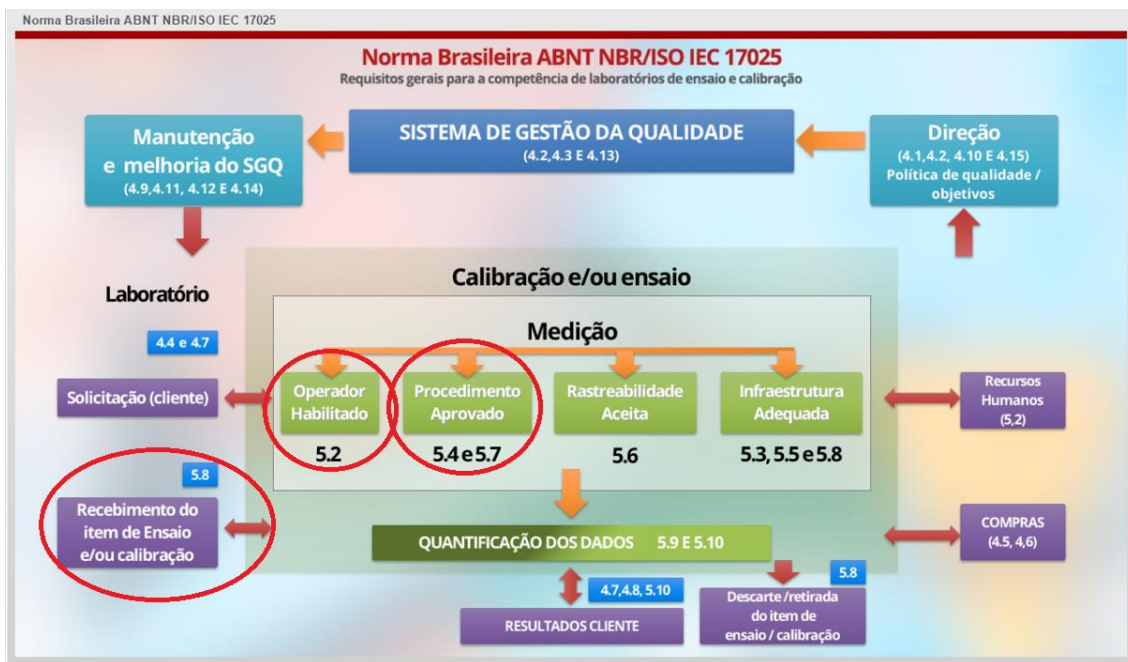 Norma Brasileira ABNT NBR/ISO IEC 17025
Norma Brasileira ABNT NBR/ISO IEC 17025
Requisitos gerais para a competência de laboratórios de ensaio e calibração
Manutenção
e melhoria do SGQ
(4.9,4.11, 4.12 E 4.14)
SISTEMA DE GESTÃO DA QUALIDADE
(4.2,4.3 E 4.13)
Direção
(4.1,4.2, 4.10 E 4.15)
Política de qualidade /
objetivos
Laboratório
4.4 e 4.7
Solicitação (cliente)
5.8
Recebimento do
item de Ensaio
e/ou calibração
Calibração e/ou ensaio
Medição
Operador
Habilitado
5.2
Procedimento
Aprovado
5.4 e 5.7
Rastreabilidade
Aceita
5.6
Infraestrutura
Adequada
5.3, 5.5 e 5.8
Recursos
Humanos
(5,2)
COMPRAS
(4.5, 4,6)
QUANTIFICAÇÃO DOS DADOS 5.9 E 5.10
4.7,4.8, 5.10
RESULTADOS CLIENTE
5.8
Descarte /retirada
do item de
ensaio / calibração